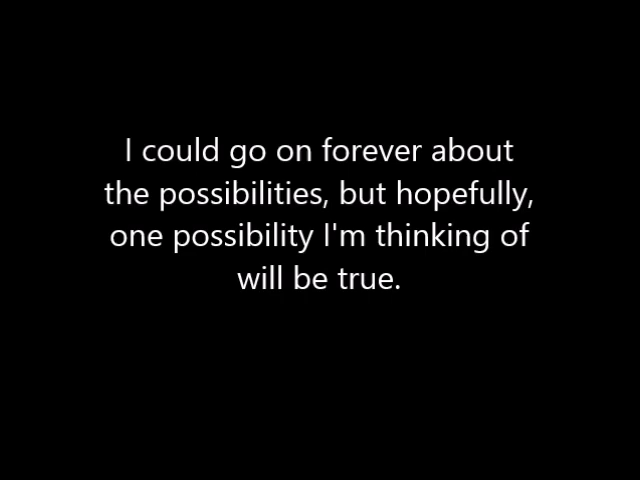 I could go on forever about
the possibilities, but hopefully,
one possibility I'm thinking of
will be true.